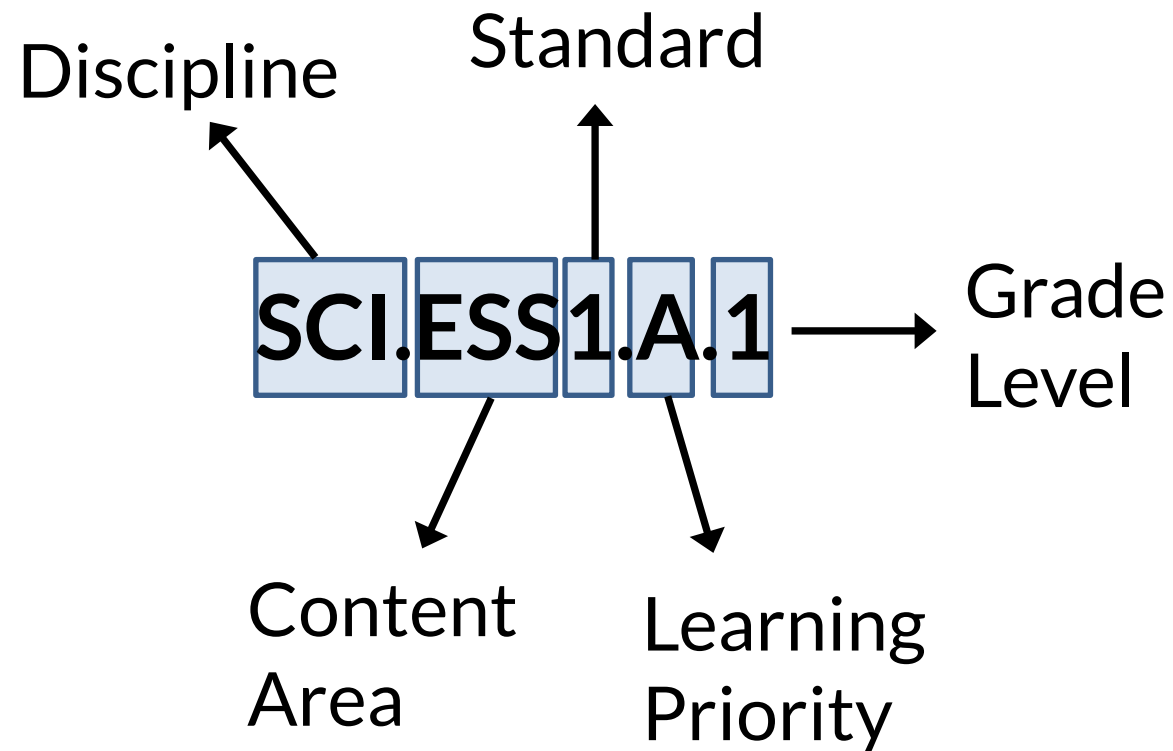 Standard
Discipline
SCI.ESS1.A.1
Grade
Level
Content
Area
Learning
Priority